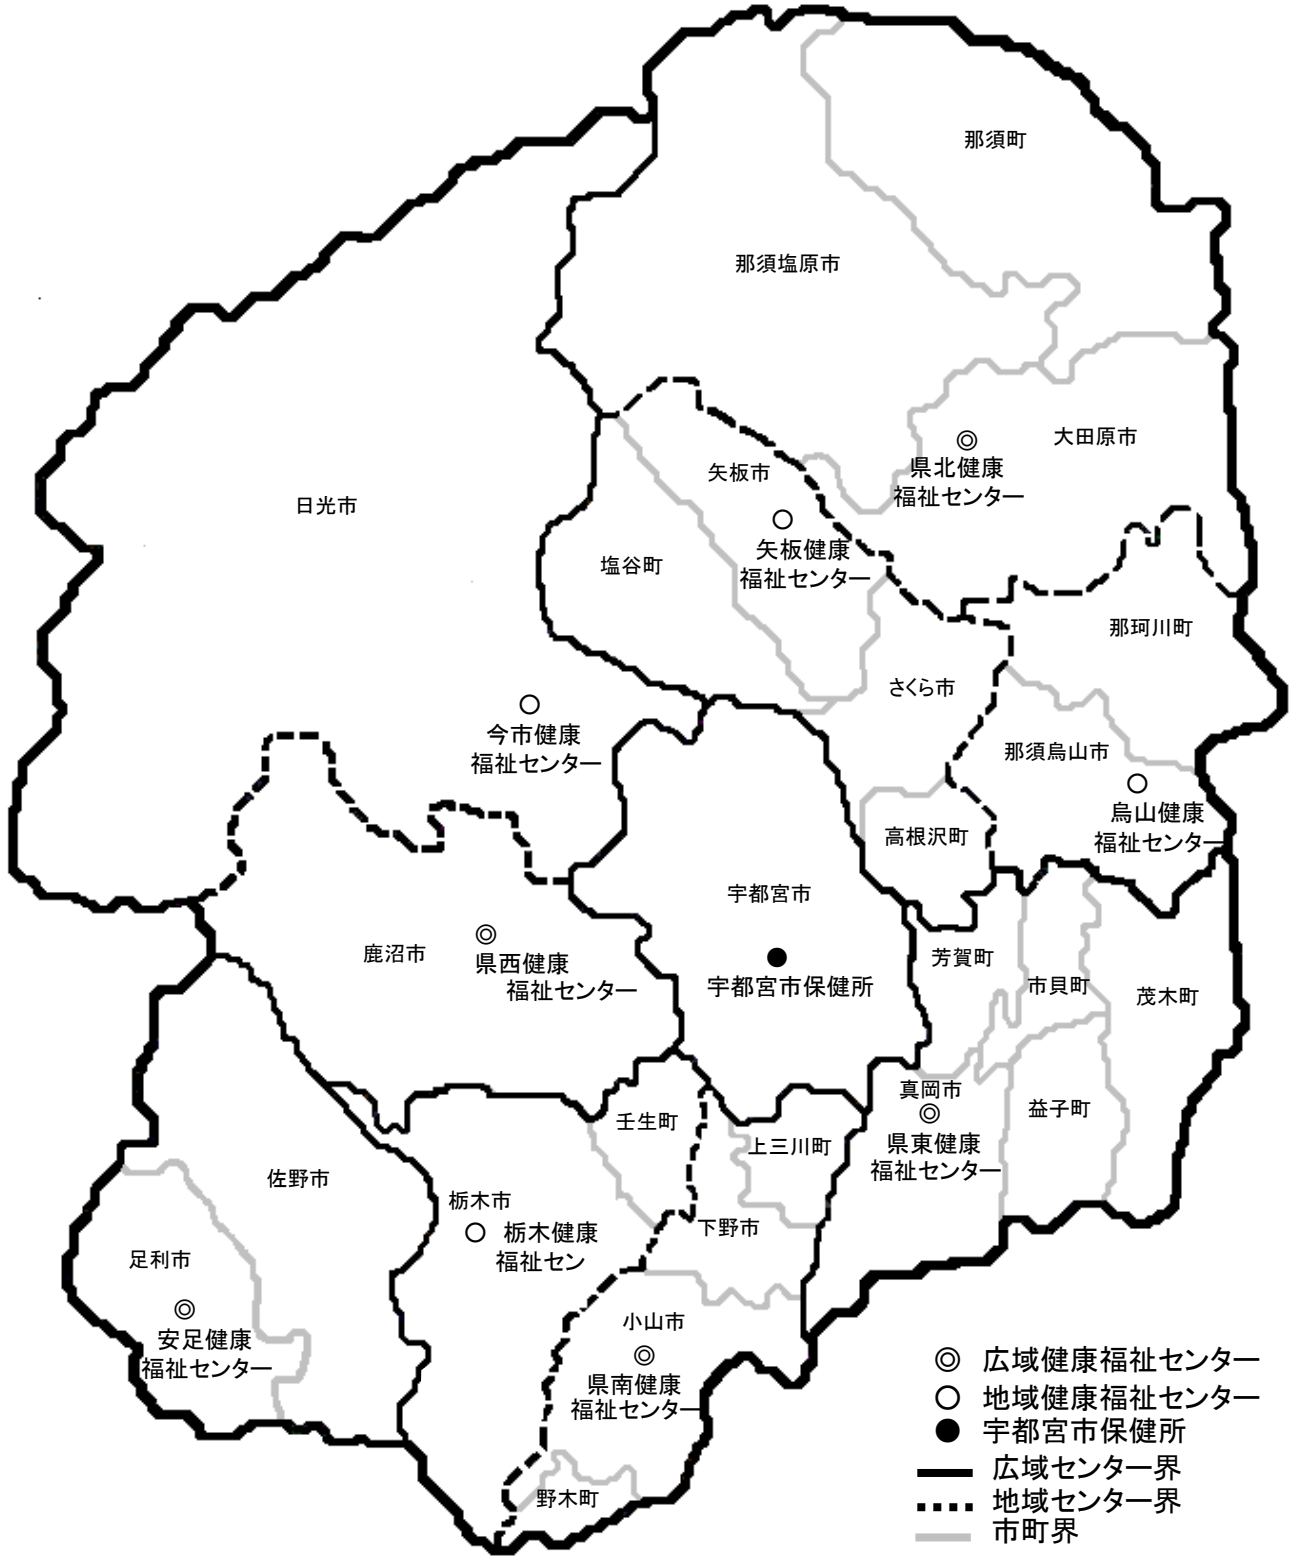 那須町
那須塩原市
大田原市
県北健康
福祉センター
矢板市
矢板健康
福祉センター
日光市
塩谷町
那珂川町
さくら市
今市健康
福祉センター
那須烏山市
烏山健康
福祉センター
高根沢町
宇都宮市
宇都宮市保健所
鹿沼市
県西健康
福祉センター
芳賀町
市貝町
茂木町
真岡市
県東健康
福祉センター
益子町
壬生町
上三川町
佐野市
栃木市
栃木健康
福祉セン
下野市
足利市
安足健康
福祉センター
小山市
県南健康
福祉センター
野木町
◎ 広域健康福祉センター
○ 地域健康福祉センター
● 宇都宮市保健所
広域センター界
地域センター界
市町界